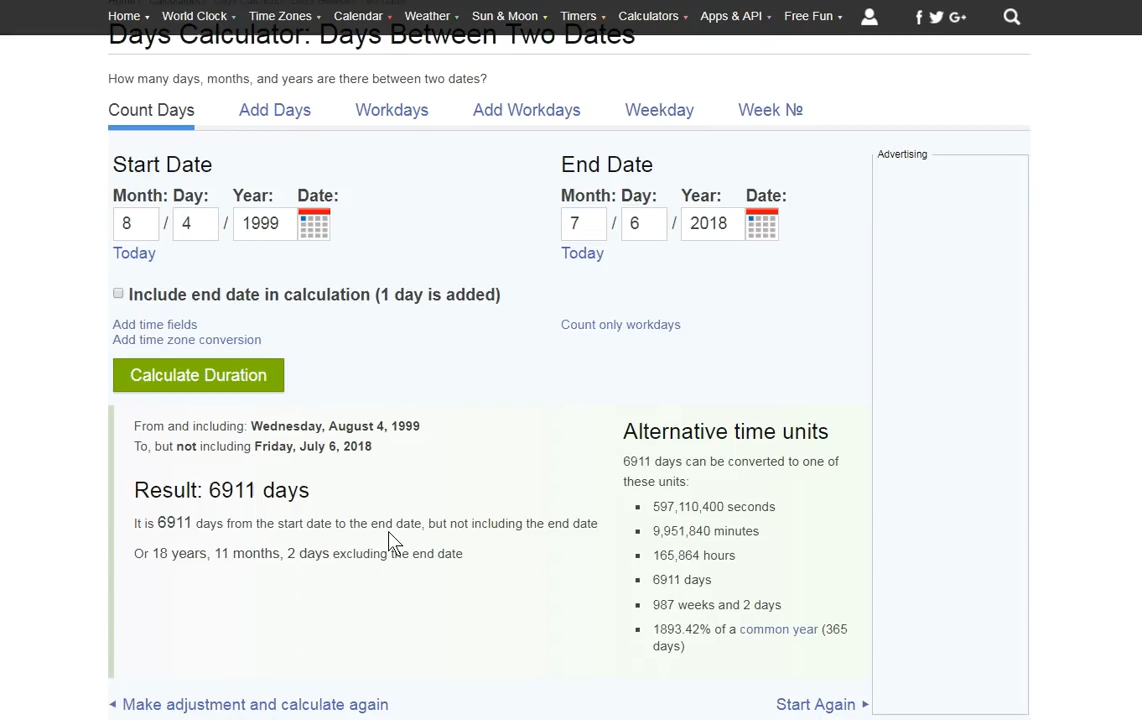 Home World Clock Time Zones Calendar Weather Sun & Moon Timers Calculators Apps & API Free Fun
Days Calculator: Days Between Two Dates
How many days, months, and years are there between two dates?
Count Days Add Days Workdays Add Workdays Weekday Week №
Advertising
Start Date
Month: Day: Year: Date:
8 / 4 / 1999
Today
End Date
Month: Day: Year: Date:
7 / 6 / 2018
Today
Include end date in calculation (1 day is added)
Add time fields
Add time zone conversion
Count only workdays
Calculate Duration
From and including: Wednesday, August 4, 1999
To, but not including Friday, July 6, 2018
Result: 6911 days
It is 6911 days from the start date to the end date, but not including the end date
Or 18 years, 11 months, 2 days excluding the end date
Alternative time units
6911 days can be converted to one of
these units:
597,110,400 seconds
9,951,840 minutes
165,864 hours
6911 days
987 weeks and 2 days
1893.42% of a common year (365
days)
Make adjustment and calculate again
Start Again